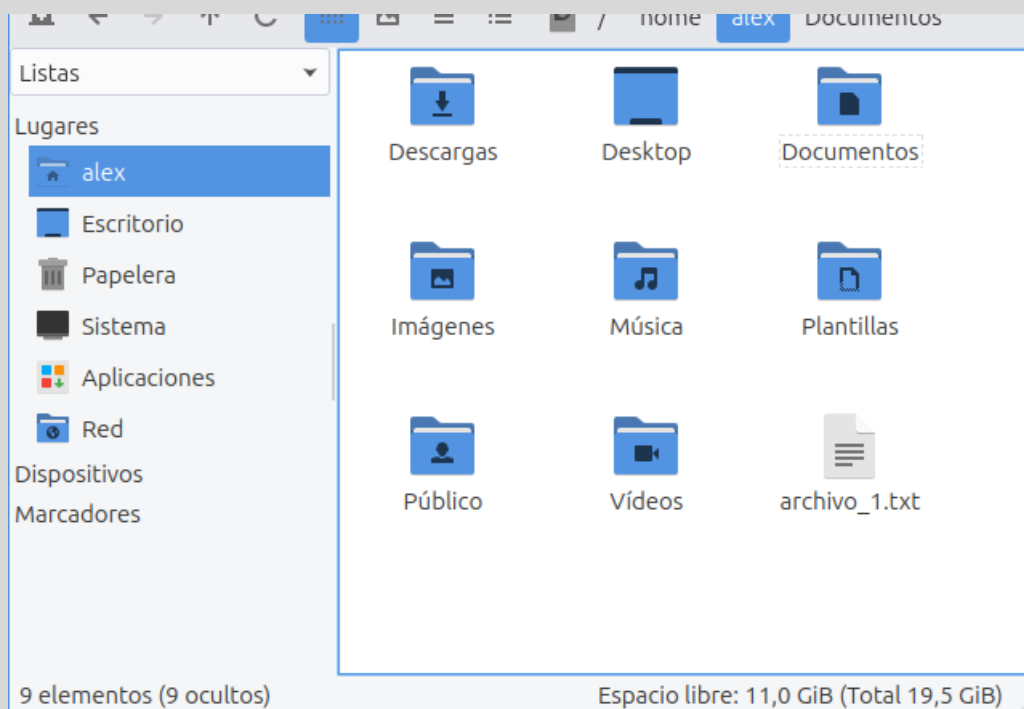 / home alex Documentos
Listas
Lugares
alex
Escritorio
Papelera
Sistema
Aplicaciones
Red
Dispositivos
Marcadores
Descargas Desktop Documentos
Imágenes Música Plantillas
Público Vídeos archivo_1.txt
9 elementos (9 ocultos) Espacio libre: 11,0 GiB (Total 19,5 GiB)